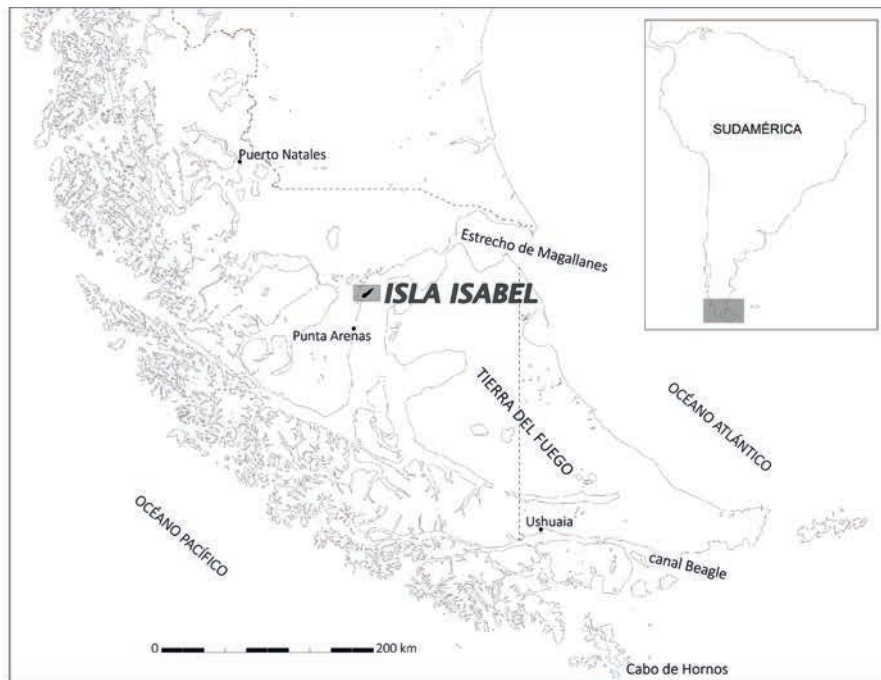 SUDAMÉRICA
Puerto Natales
Estrecho de Magallanes
ISLA ISABEL
Punta Arenas
TIERRA DEL FUEGO
OCÉANO ATLÁNTICO
OCÉANO PACÍFICO
Ushuaia
canal Beagle
0 200 km
Cabo de Hornos